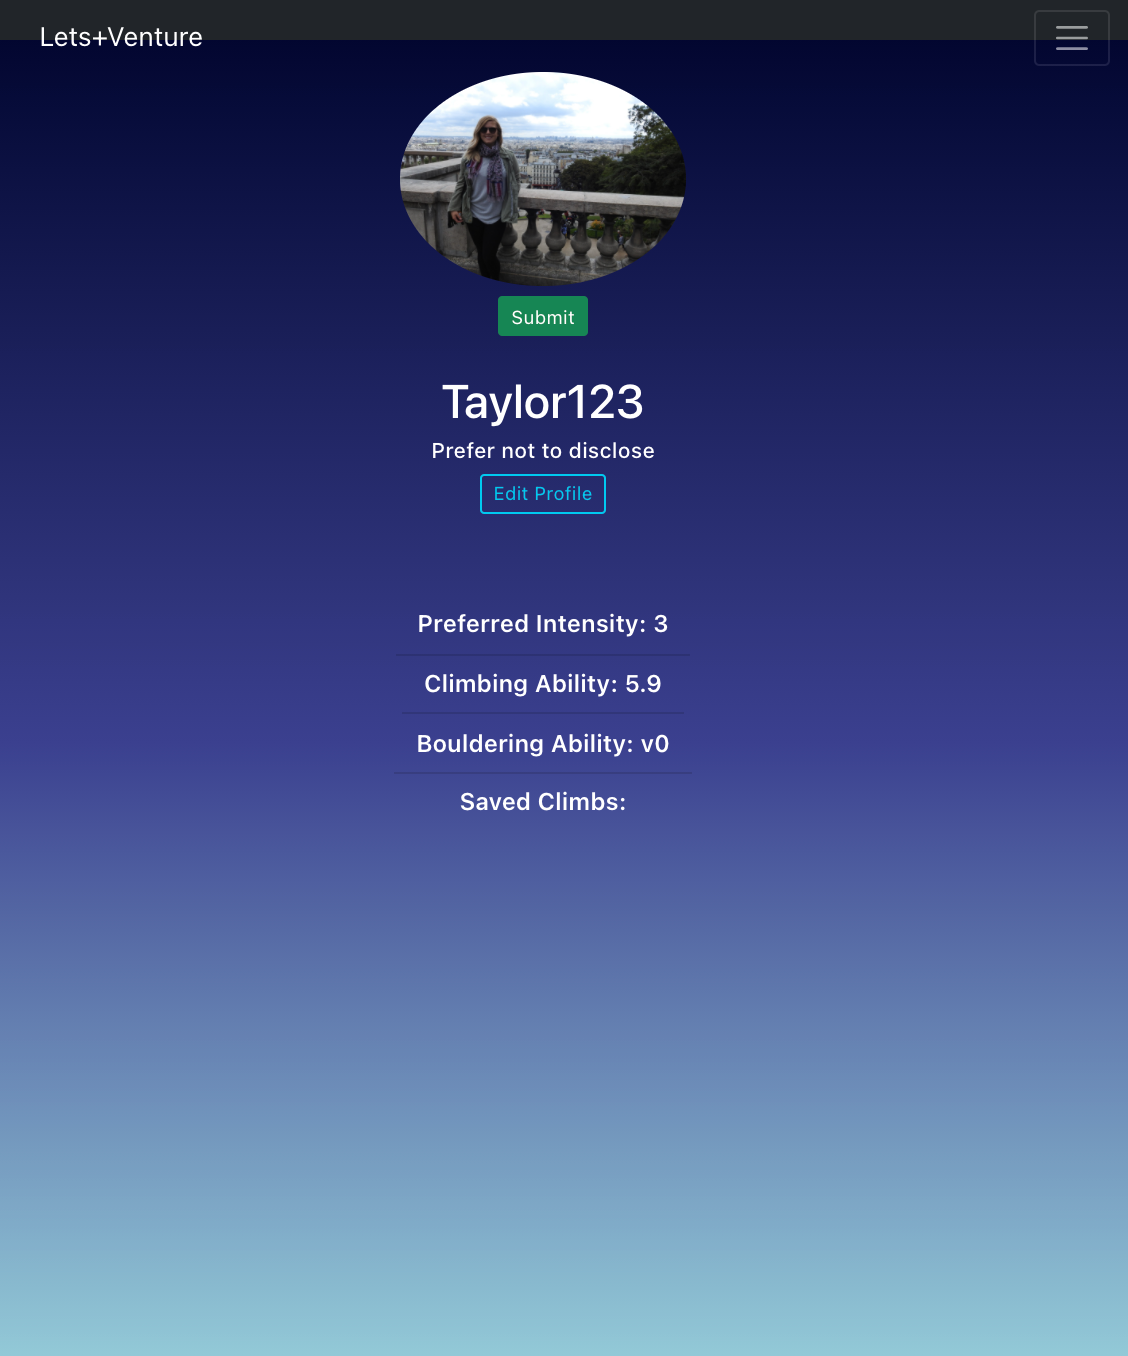 Lets+Venture
Submit
Taylor123
Prefer not to disclose
Edit Profile
Preferred Intensity: 3
Climbing Ability: 5.9
Bouldering Ability: v0
Saved Climbs: